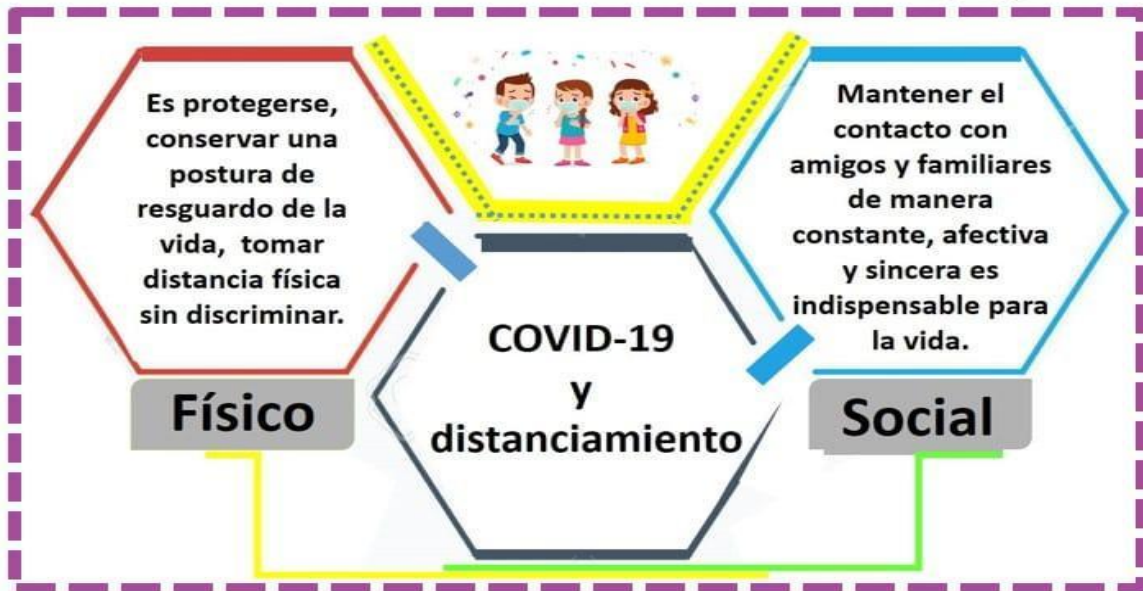 Es protegerse,
conservar una
postura de
resguardo de la
vida, tomar
distancia física
sin discriminar.
Físico
COVID-19
y
distanciamiento
Mantener el
contacto con
amigos y familiares
de manera
constante, afectiva
y sincera es
indispensable para
la vida.
Social